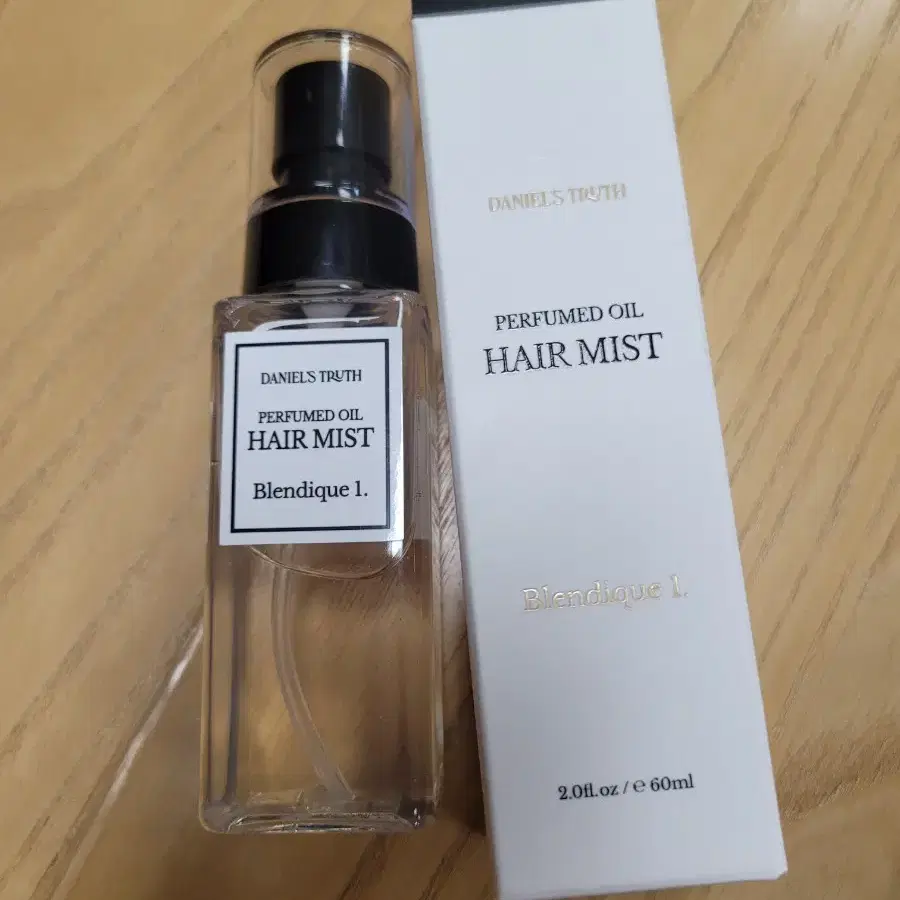 DANIEL'S TRUTH
PERFUMED OIL
HAIR MIST
Blendique 1.
DANIEL'S TRUTH
PERFUMED OIL
HAIR MIST
Blendique 1.
2.0fl.oz / ℮ 60ml